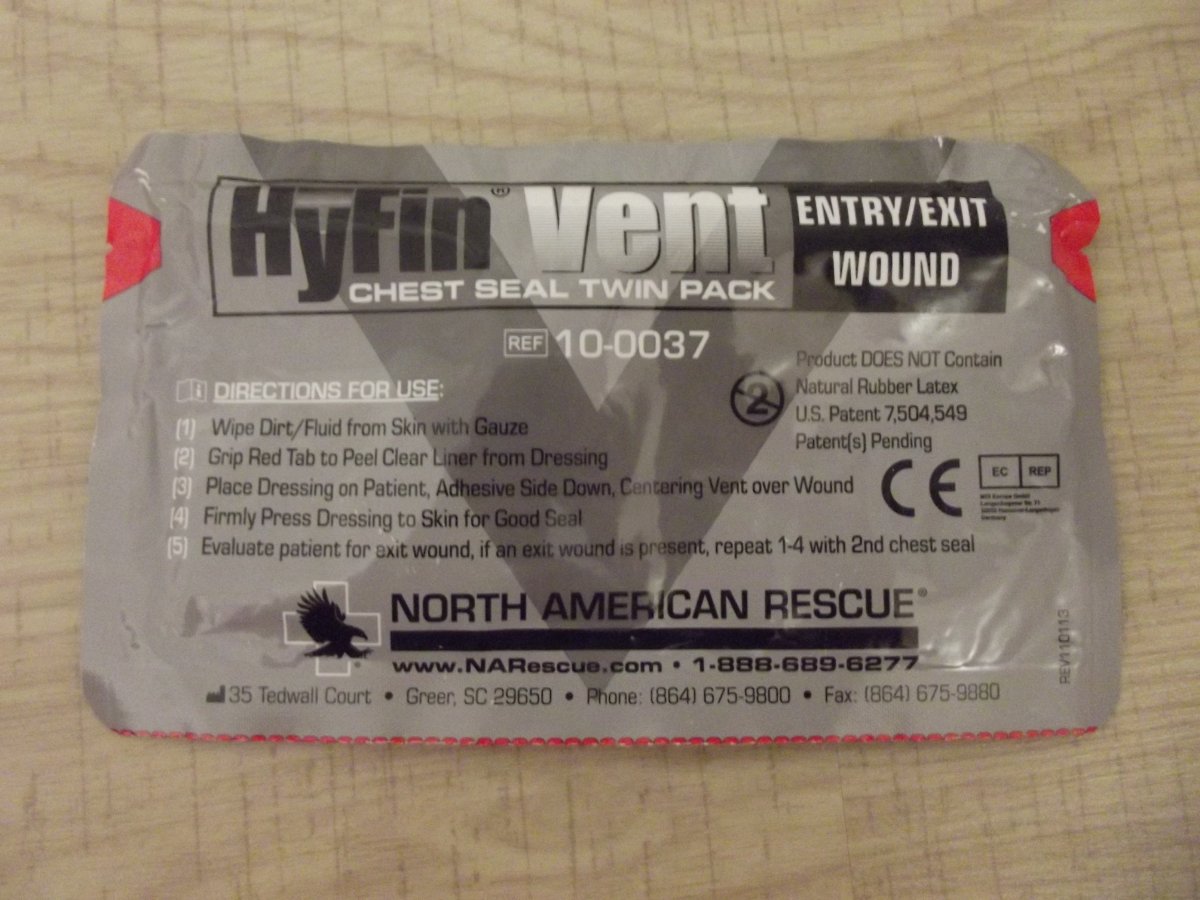 HyFin® Vent
CHEST SEAL TWIN PACK
ENTRY/EXIT
WOUND
REF 10-0037
Product DOES NOT Contain
Natural Rubber Latex
U.S. Patent 7,504,549
Patent(s) Pending
2
DIRECTIONS FOR USE:
(1) Wipe Dirt/Fluid from Skin with Gauze
(2) Grip Red Tab to Peel Clear Liner from Dressing
(3) Place Dressing on Patient, Adhesive Side Down, Centering Vent over Wound
(4) Firmly Press Dressing to Skin for Good Seal
(5) Evaluate patient for exit wound, if an exit wound is present, repeat 1-4 with 2nd chest seal
CE
EC REP
Germany
NORTH AMERICAN RESCUE®
www.NARescue.com • 1-888-689-6277
35 Tedwall Court • Greer, SC 29650 • Phone: (864) 675-9800 • Fax: (864) 675-9880
REV110113